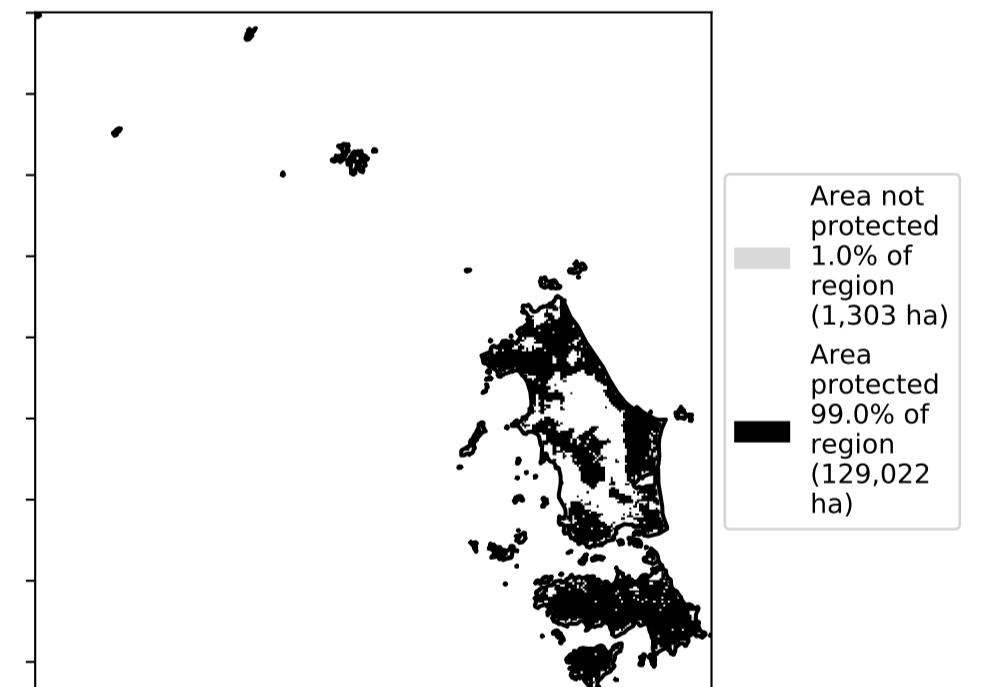 Area not
protected
1.0% of
region
(1,303 ha)
Area
protected
99.0% of
region
(129,022
ha)